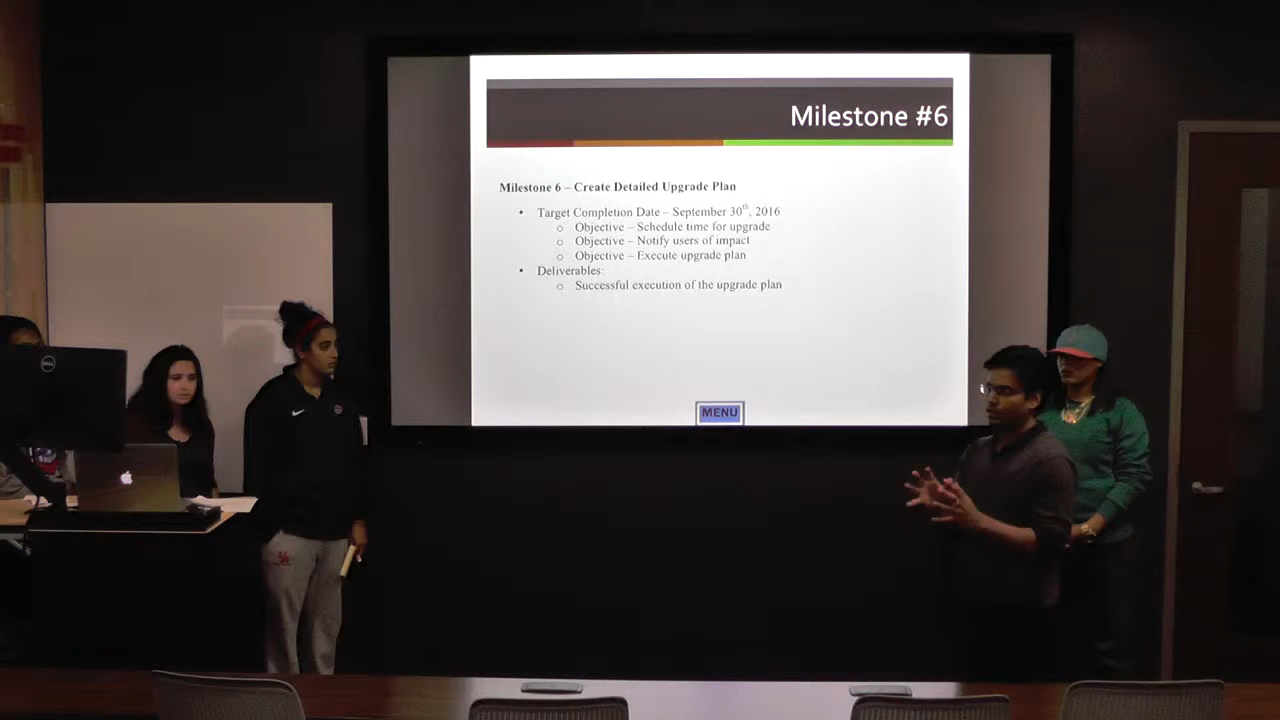 Milestone #6
Milestone 6 – Create Detailed Upgrade Plan
• Target Completion Date – September 30th, 2016
o Objective – Schedule time for upgrade
o Objective – Notify users of impact
o Objective – Execute upgrade plan
• Deliverables:
o Successful execution of the upgrade plan
MENU
DELL